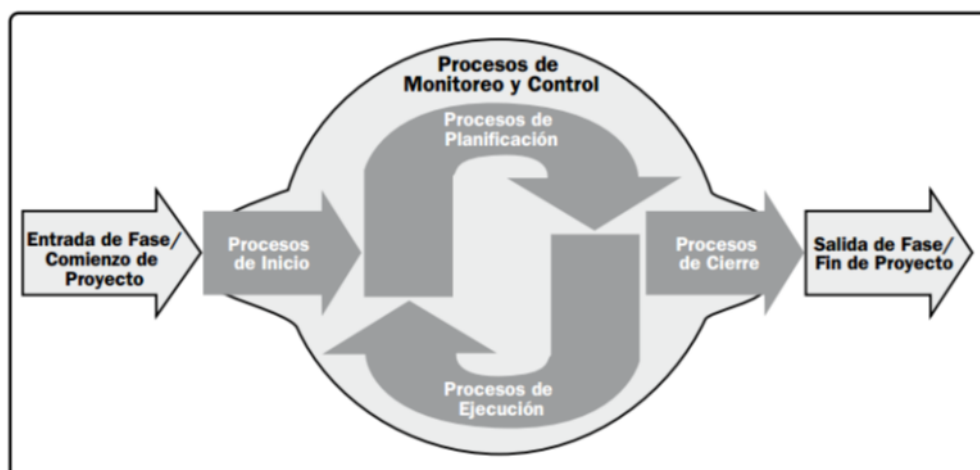 Procesos de
Monitoreo y Control
Procesos de
Planificación
Entrada de Fase/
Comienzo de
Proyecto
Procesos
de Inicio
Procesos
de Cierre
Salida de Fase/
Fin de Proyecto
Procesos de
Ejecución